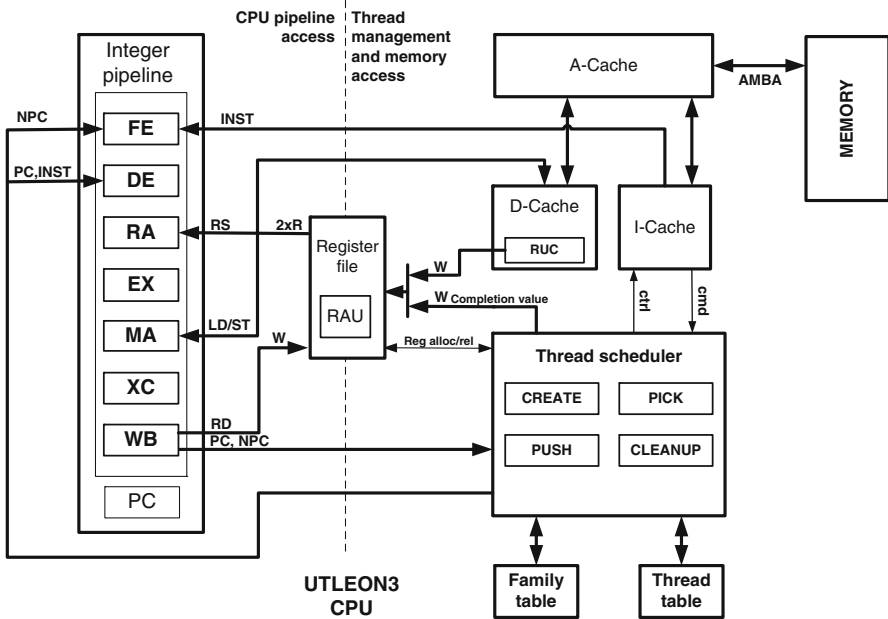 CPU pipeline
access
Thread
management
and memory
access
Integer
pipeline
A-Cache
AMBA
MEMORY
NPC
FE
INST
PC,INST
DE
RA
RS
2xR
Register
file
RAU
D-Cache
RUC
I-Cache
EX
W
W Completion value
ctrl
cmd
MA
LD/ST
W
Reg alloc/rel
Thread scheduler
XC
CREATE
PICK
WB
RD
PC, NPC
PUSH
CLEANUP
PC
UTLEON3
CPU
Family
table
Thread
table